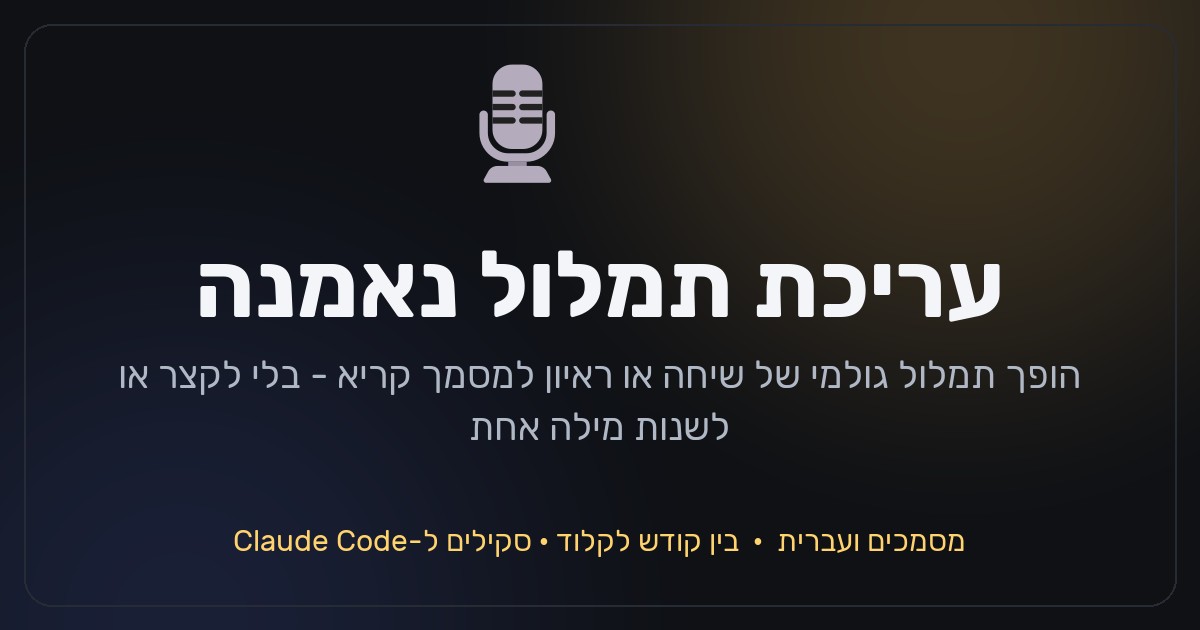 עריכת תמלול נאמנה
הופך תמלול גולמי של שיחה או ראיון למסמך קריא - בלי לקצר או
לשנות מילה אחת
מסמכים ועברית • בין קודש לקלוד • סקילים ל-Claude Code